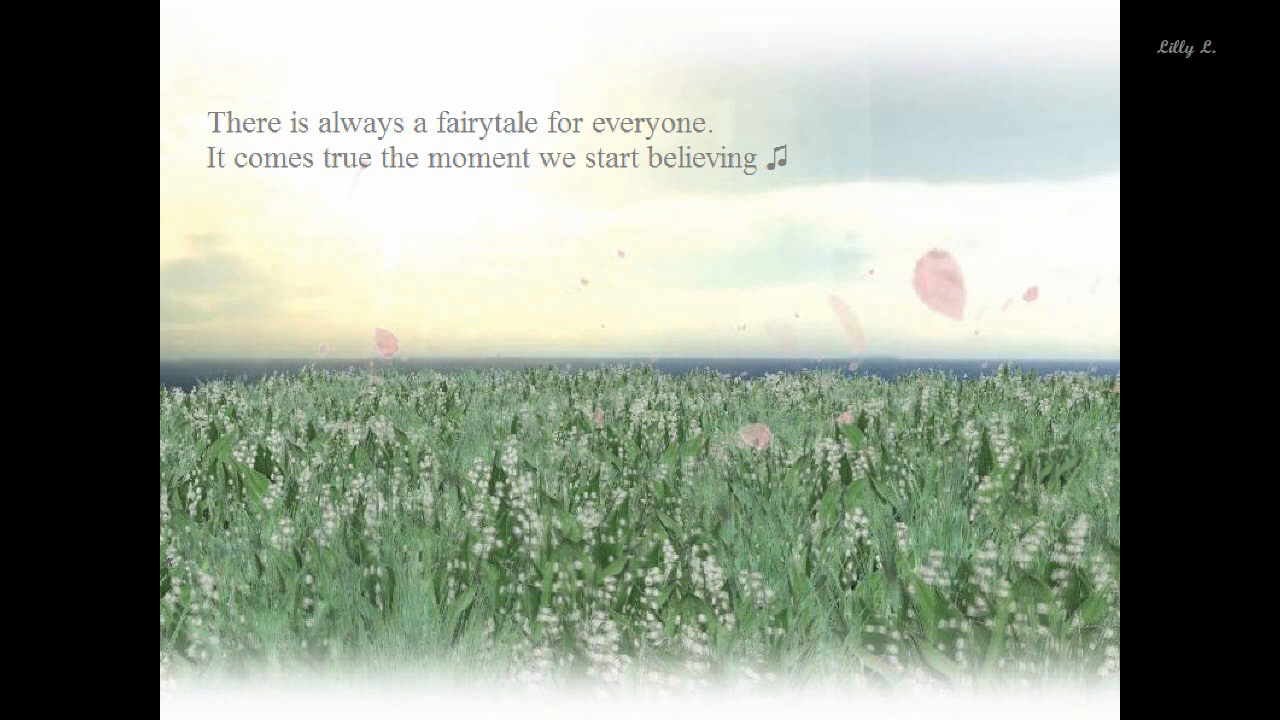 Lilly L.
There is always a fairytale for everyone.
It comes true the moment we start believing ♫